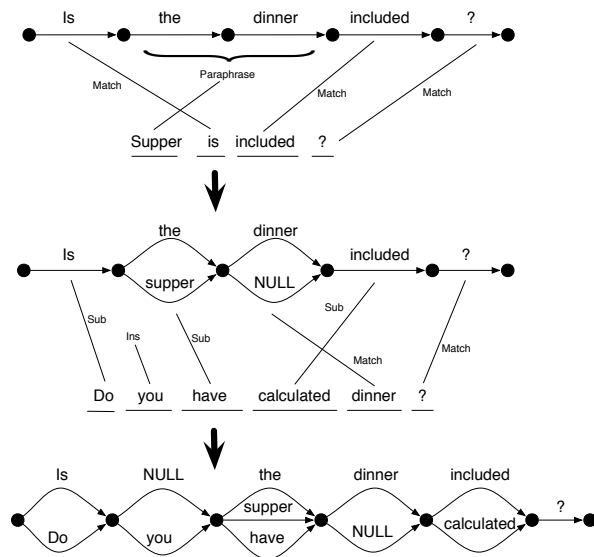 Is the dinner included ?
Paraphrase
Match Match Match
Supper is included ?
Is the dinner included ?
supper NULL
Sub Ins Sub Sub Match Match
Do you have calculated dinner ?
Is NULL the dinner included
supper ?
Do you have NULL calculated